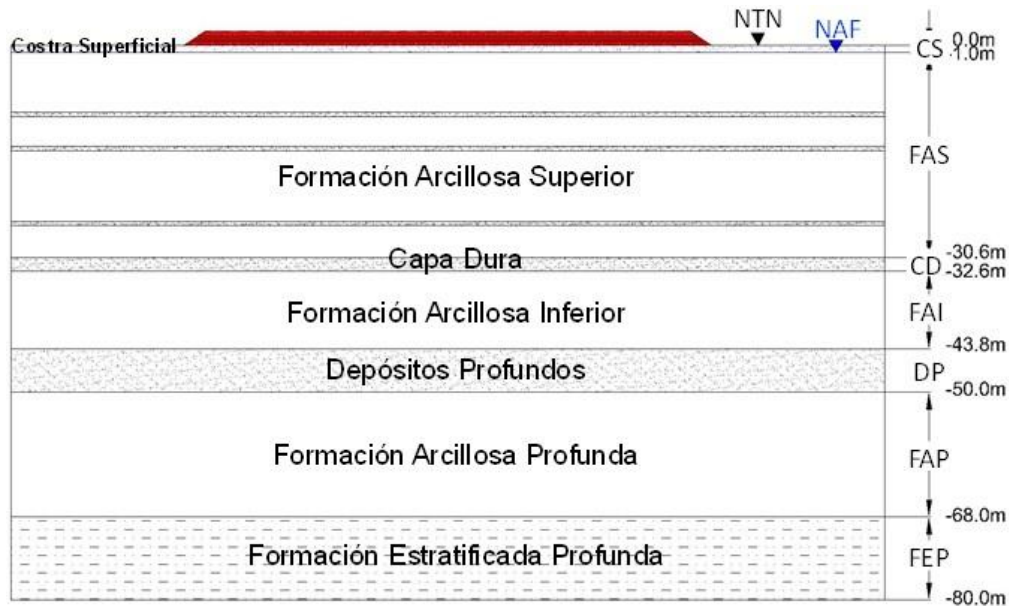 NTN
NAF
Costra Superficial
CS
0.0m
-1.0m
FAS
Formación Arcillosa Superior
Capa Dura
-30.6m
CD
-32.6m
Formación Arcillosa Inferior
FAI
-43.8m
Depósitos Profundos
DP
-50.0m
Formación Arcillosa Profunda
FAP
-68.0m
Formación Estratificada Profunda
FEP
-80.0m